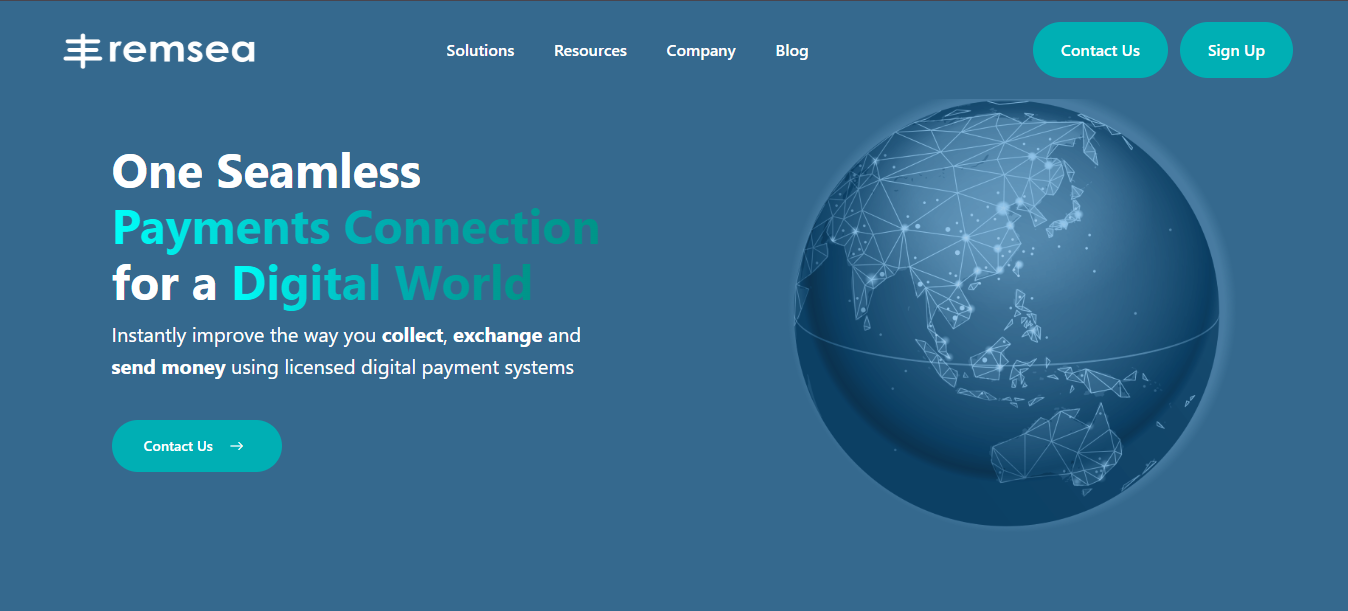 remsea
Solutions Resources Company Blog
Contact Us Sign Up
One Seamless
Payments Connection
for a Digital World
Instantly improve the way you collect, exchange and
send money using licensed digital payment systems
Contact Us →